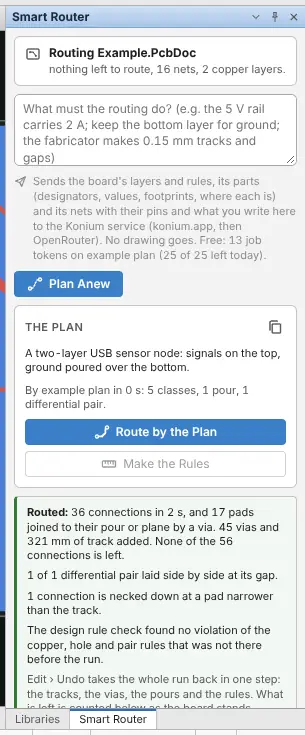 Smart Router
Routing Example.PcbDoc
nothing left to route, 16 nets, 2 copper layers.
What must the routing do? (e.g. the 5 V rail
carries 2 A; keep the bottom layer for ground;
the fabricator makes 0.15 mm tracks and
gaps)
Sends the board's layers and rules, its parts
(designators, values, footprints, where each is)
and its nets with their pins and what you write here
to the Konium service (konium.app, then
OpenRouter). No drawing goes. Free: 13 job
tokens on example plan (25 of 25 left today).
Plan Anew
THE PLAN
A two-layer USB sensor node: signals on the top,
ground poured over the bottom.
By example plan in 0 s: 5 classes, 1 pour, 1
differential pair.
Route by the Plan
Make the Rules
Routed: 36 connections in 2 s, and 17 pads
joined to their pour or plane by a via. 45 vias and
321 mm of track added. None of the 56
connections is left.
1 of 1 differential pair laid side by side at its gap.
1 connection is necked down at a pad narrower
than the track.
The design rule check found no violation of the
copper, hole and pair rules that was not there
before the run.
Edit › Undo takes the whole run back in one step:
the tracks, the vias, the pours and the rules. What
is left is counted below as the board stands
Libraries
Smart Router